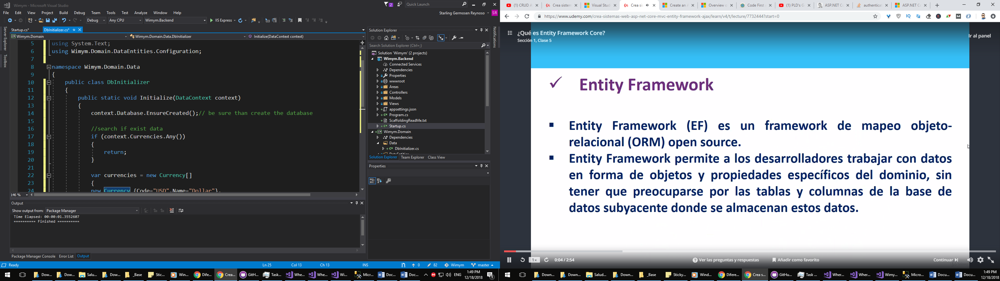 Wimym - Microsoft Visual Studio
2
Quick Launch
File Edit View Project Build Debug Team Tools Test Analyze Window Help
Starling Germosen Reynoso SR
Debug Any CPU Wimym.Backend IIS Express
Server Explorer
Toolbox
Startup.cs*
DbInitializer.cs*
Wimym.Domain
Wimym.Domain.Data.DbInitializer
Initialize(DataContext context)
5 using System.Text;
6 using Wimym.Domain.DataEntities.Configuration;
7
8 namespace Wimym.Domain.Data
9 {
10 public class DbInitializer
11 {
12 public static void Initialize(DataContext context)
13 {
14 context.Database.EnsureCreated();// be sure than create the database
15
16 //search if exist data
17 if (context.Currencies.Any())
18 {
19 return;
20 }
21
22 var currencies = new Currency[]
23 {
24 new Currency {Code="USD",Name="Dollar"},
146 %
Output
Show output from: Package Manager
Time Elapsed: 00:00:01.3552607
========== Finished ==========
Package Manager Console Error List Output
Ready Ln 25 Col 13 Ch 13 INS 0 82 Wimym master
Solution Explorer
Search Solution Explorer (Ctrl+;)
Solution 'Wimym' (2 projects)
Wimym.Backend
Connected Services
Dependencies
Properties
wwwroot
Areas
Controllers
Models
Views
appsettings.json
Program.cs
ScaffoldingReadMe.txt
Startup.cs
Wimym.Domain
Dependencies
Data
DbInitializer.cs
Solution Explorer Team Explorer Class View
Properties
Notifications
Dow... Dow... Salu... Dow... _Base Stic... Win... Dife... Crea... GitH... Task... Whe... Whe... Wi... Micr... Doc... Doc... ENG 1:49 PM
12/18/2018 1
(1) CRUD A Crea sistem Visual Studi Crea sis Create an A Overview o Code First (1) PLD's G ASP.NET Co authentica ASP.NET Co
https://www.udemy.com/crea-sistemas-web-asp-net-core-mvc-entity-framework-ajax/learn/v4/t/lecture/7732444?start=0
¿Qué es Entity Framework Core?
Sección 1, Clase 5
Ir al panel
Entity Framework
Entity Framework (EF) es un framework de mapeo objeto-
relacional (ORM) open source.
Entity Framework permite a los desarrolladores trabajar con datos
en forma de objetos y propiedades específicos del dominio, sin
tener que preocuparse por las tablas y columnas de la base de
datos subyacente donde se almacenan estos datos.
1x 0:04 / 2:54 Ver las preguntas y respuestas Añadir como favorito Continuar
Down... Down... Salud... Down... _Base Sticky... Wind... Difere... Crea s... GitHu... Task ... Wher... Wher... Wimy... Micro... Docu... Docu... 1:49 PM
12/18/2018